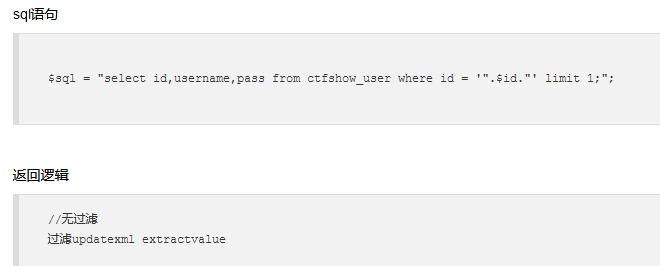 sql语句
$sql = "select id,username,pass from ctfshow_user where id = '".$id."' limit 1;";
返回逻辑
//无过滤
过滤updatexml extractvalue